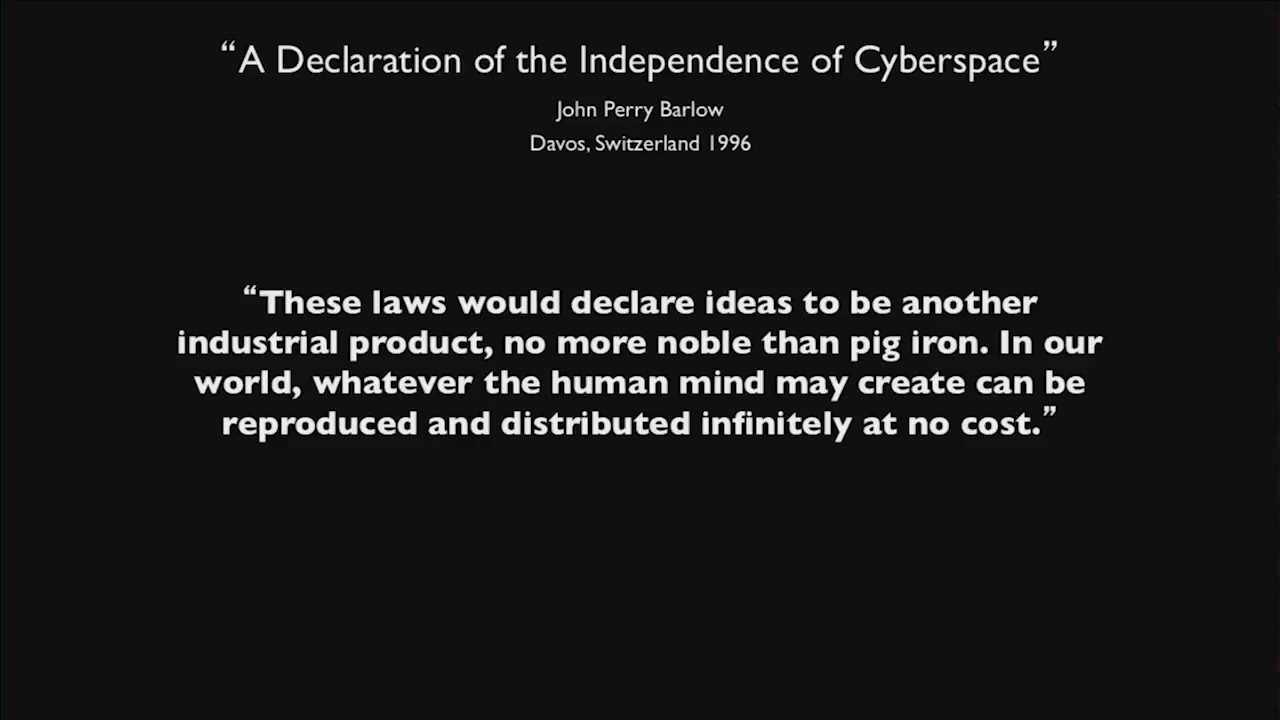 “A Declaration of the Independence of Cyberspace”
John Perry Barlow
Davos, Switzerland 1996
“These laws would declare ideas to be another
industrial product, no more noble than pig iron. In our
world, whatever the human mind may create can be
reproduced and distributed infinitely at no cost.”